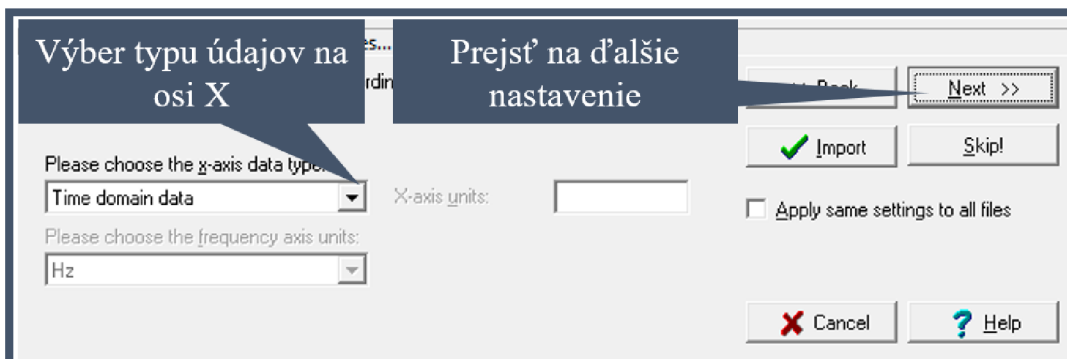 Výber typu údajov na
osi X
Prejsť na ďalšie
nastavenie
Next >>
Import
Skip!
Please choose the x-axis data type:
Time domain data
X-axis units:
Apply same settings to all files
Please choose the frequency axis units:
Hz
Cancel
Help